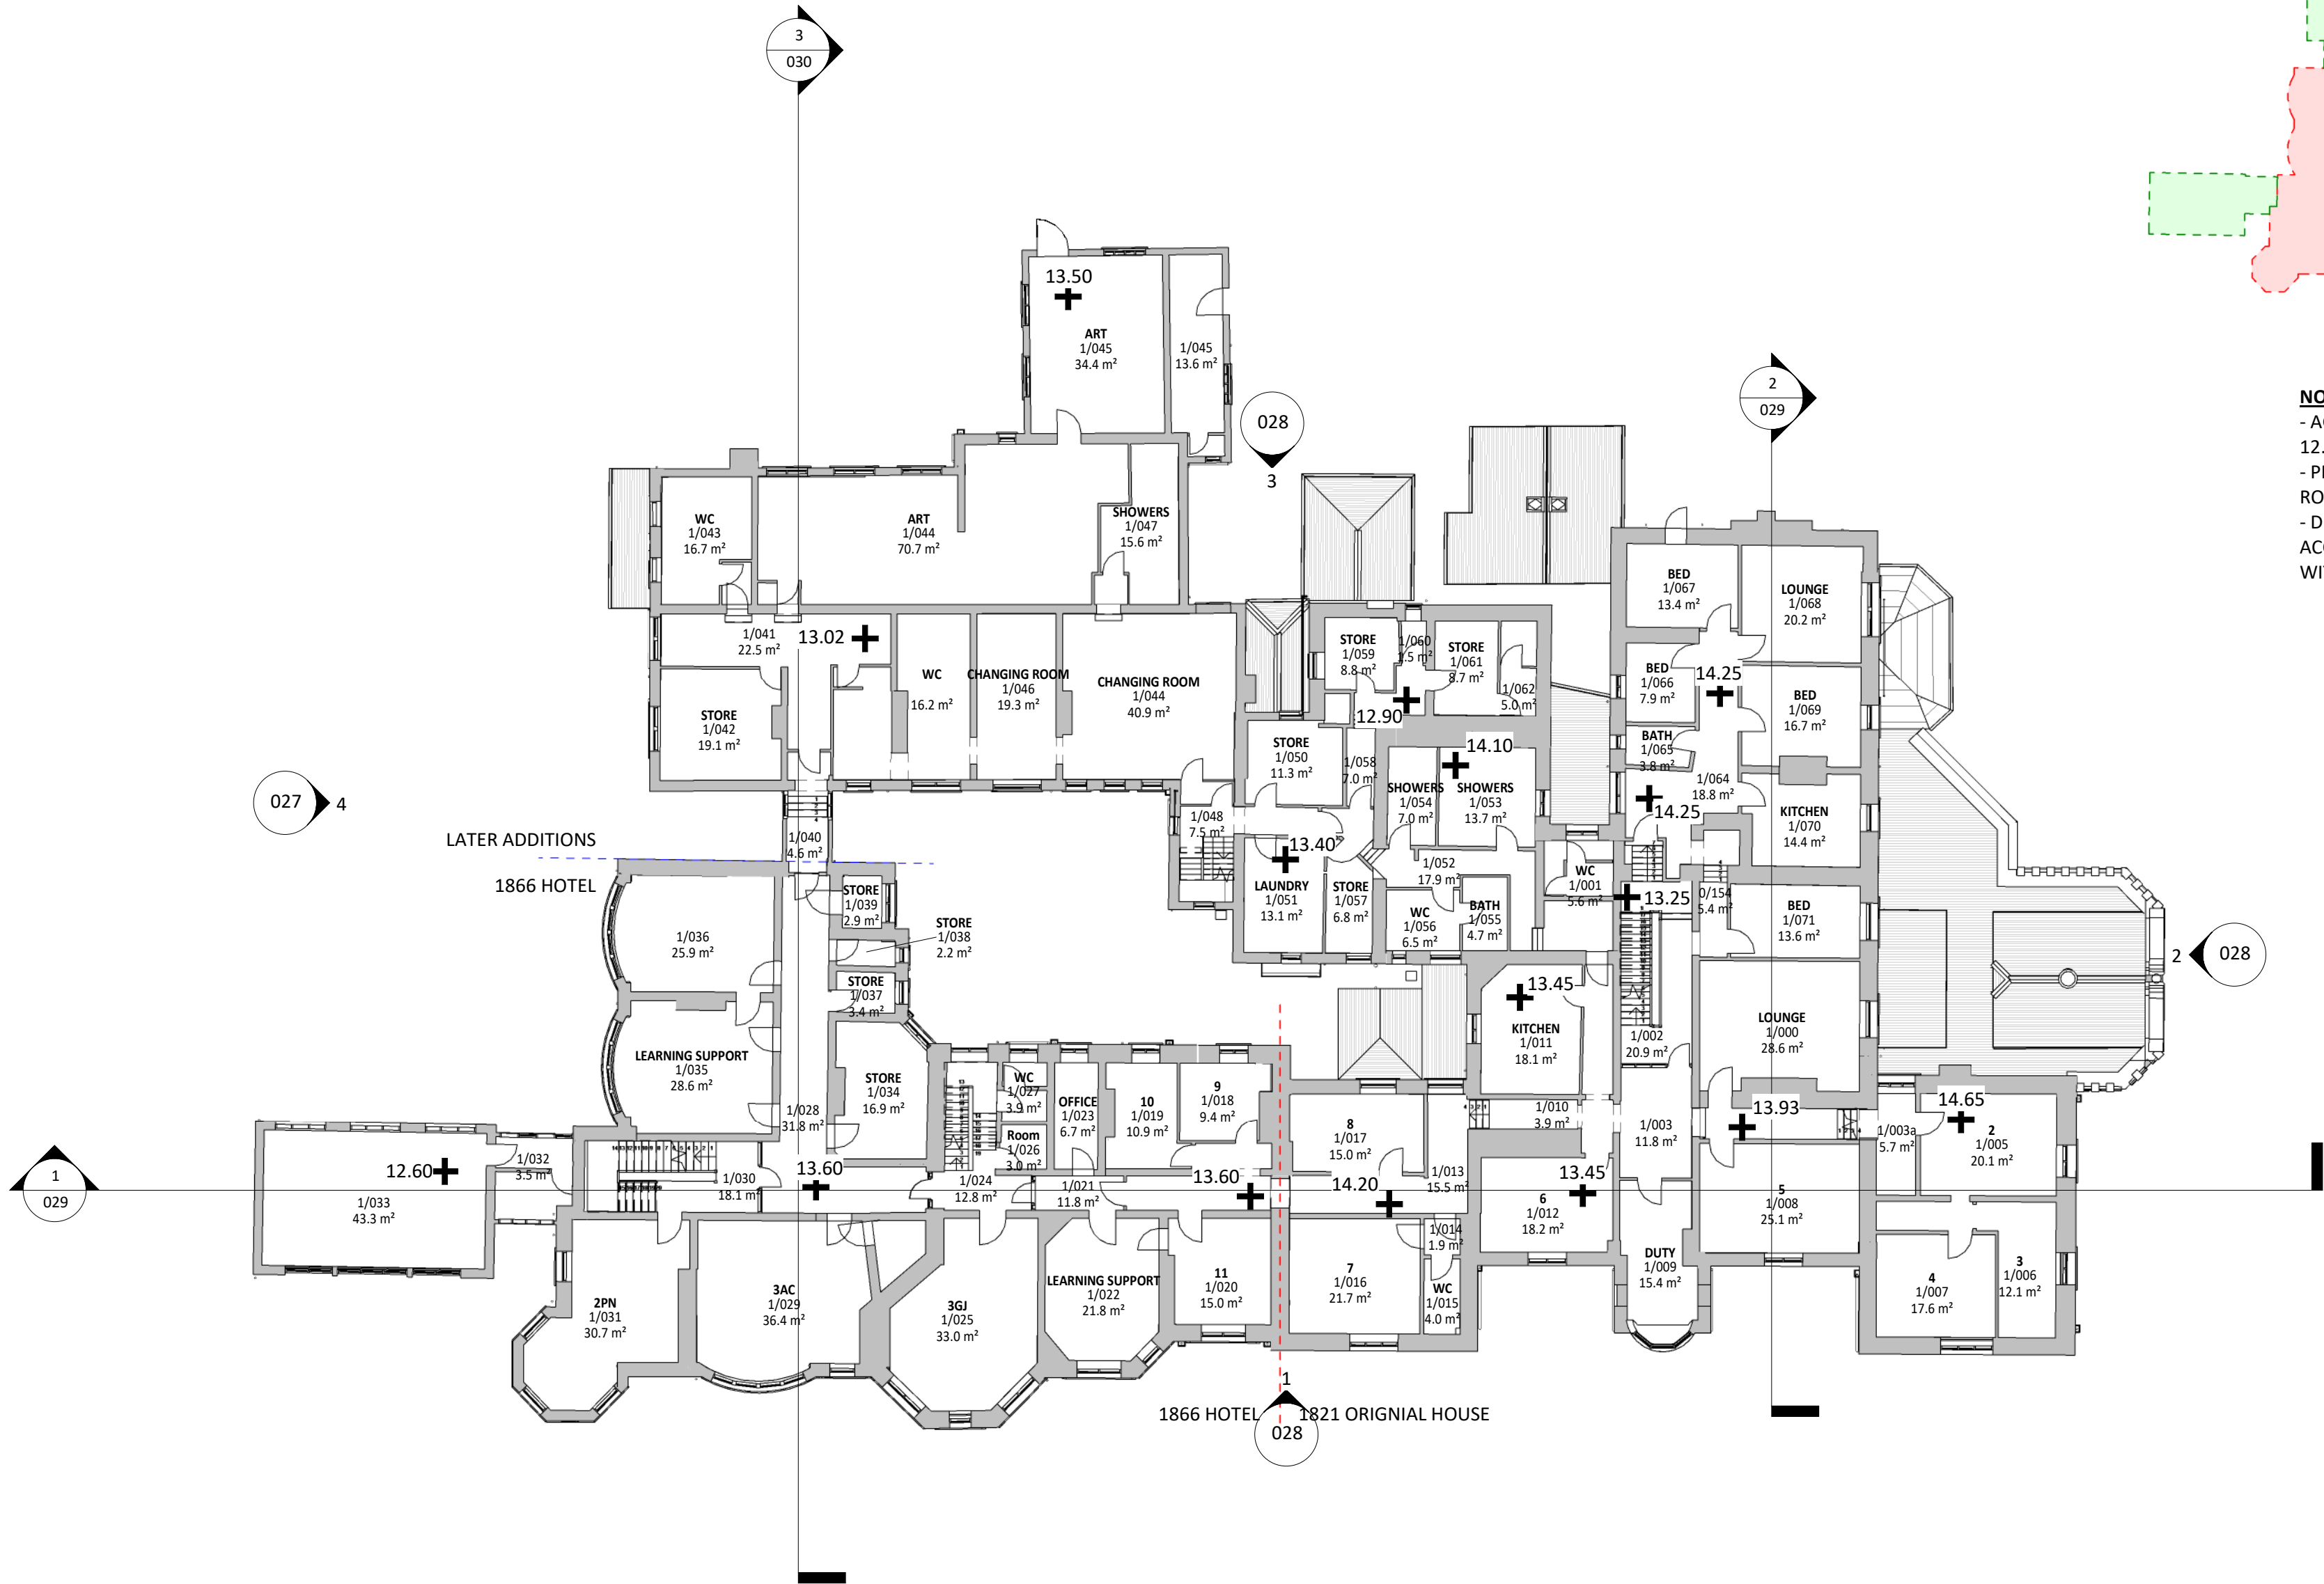 3
030
13.50
ART
1/045
34.4 m²
1/045
13.6 m²
028
3
2
029
NO
12.
- PI
RO
- D
WI
WC
1/043
16.7 m²
ART
1/044
70.7 m²
SHOWERS
1/047
15.6 m²
1/041
22.5 m²
13.02
STORE
1/042
19.1 m²
WC
16.2 m²
CHANGING ROOM
1/046
19.3 m²
CHANGING ROOM
1/044
40.9 m²
STORE
1/059
8.8 m²
1/060
1.5 m²
STORE
1/061
8.7 m²
1/062
5.0 m²
12.90
BED
1/067
13.4 m²
LOUNGE
1/068
20.2 m²
BED
1/066
7.9 m²
14.25
BED
1/069
16.7 m²
BATH
1/065
3.8 m²
1/064
18.8 m²
14.25
KITCHEN
1/070
14.4 m²
STORE
1/050
11.3 m²
1/058
7.0 m²
14.10
SHOWERS
1/054
7.0 m²
SHOWERS
1/053
13.7 m²
027
4
LATER ADDITIONS
1866 HOTEL
1/040
4.6 m²
1/048
7.5 m²
13.40
LAUNDRY
1/051
13.1 m²
STORE
1/057
6.8 m²
1/052
17.9 m²
WC
1/056
6.5 m²
BATH
1/055
4.7 m²
WC
1/001
5.6 m²
13.25
0/154
5.4 m²
BED
1/071
13.6 m²
1/036
25.9 m²
STORE
1/039
2.9 m²
STORE
1/038
2.2 m²
STORE
1/037
3.4 m²
2
028
13.45
KITCHEN
1/011
18.1 m²
1/002
20.9 m²
LOUNGE
1/000
28.6 m²
LEARNING SUPPORT
1/035
28.6 m²
STORE
1/034
16.9 m²
1/028
31.8 m²
WC
1/027
3.9 m²
Room
1/026
3.0 m²
OFFICE
1/023
6.7 m²
10
1/019
10.9 m²
9
1/018
9.4 m²
8
1/017
15.0 m²
1/010
3.9 m²
1/003
11.8 m²
13.93
1/003a
5.7 m²
14.65
2
1/005
20.1 m²
1
029
12.60
1/033
43.3 m²
1/032
3.5 m²
1/030
18.1 m²
13.60
1/024
12.8 m²
1/021
11.8 m²
13.60
14.20
1/013
15.5 m²
13.45
6
1/012
18.2 m²
5
1/008
25.1 m²
2PN
1/031
30.7 m²
3AC
1/029
36.4 m²
3GJ
1/025
33.0 m²
LEARNING SUPPORT
1/022
21.8 m²
11
1/020
15.0 m²
7
1/016
21.7 m²
1/014
1.9 m²
WC
1/015
4.0 m²
DUTY
1/009
15.4 m²
4
1/007
17.6 m²
3
1/006
12.1 m²
1866 HOTEL
1821 ORIGNIAL HOUSE
1
028